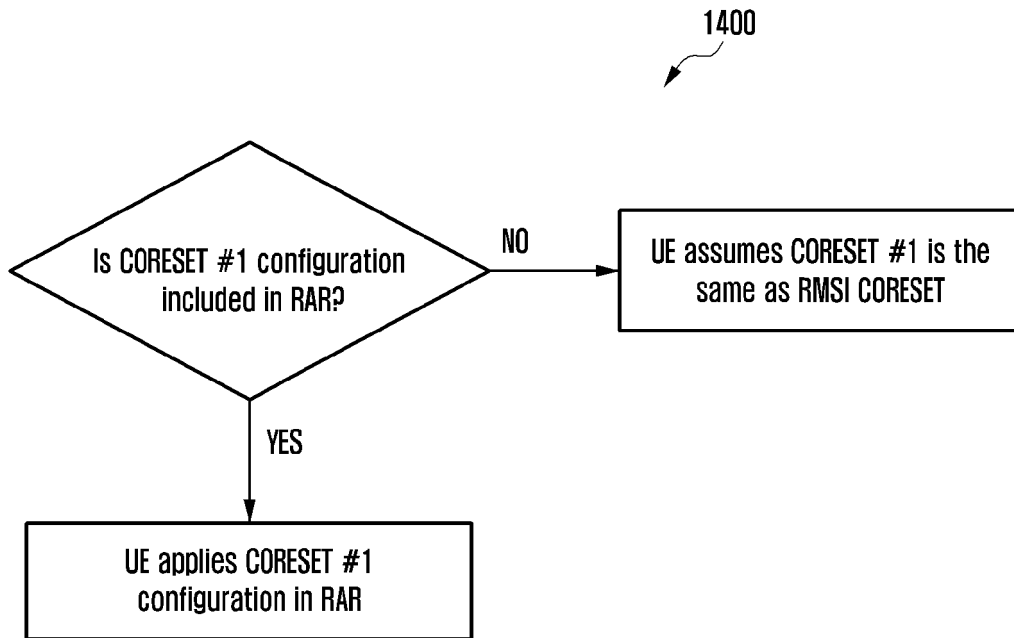 1400
Is CORESET #1 configuration
included in RAR?
NO
UE assumes CORESET #1 is the
same as RMSI CORESET
YES
UE applies CORESET #1
configuration in RAR